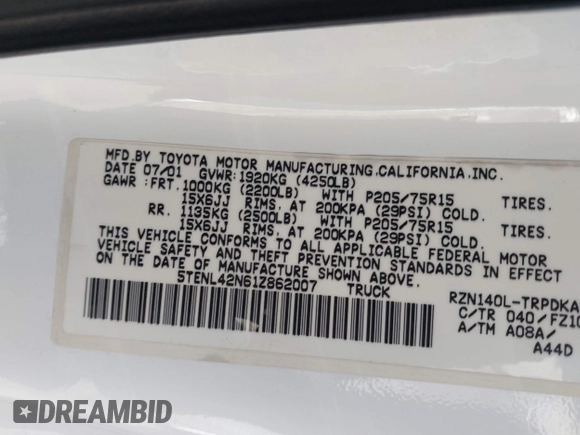 MFD.BY TOYOTA MOTOR MANUFACTURING,CALIFORNIA,INC.
DATE 07/01 GVWR:1920KG (4250LB)
GAWR : FRT. 1000KG (2200LB) WITH P205/75R15 TIRES.
15X6JJ RIMS, AT 200KPA (29PSI) COLD.
RR. 1135KG (2500LB) WITH P205/75R15 TIRES.
15X6JJ RIMS, AT 200KPA (29PSI) COLD.
THIS VEHICLE CONFORMS TO ALL APPLICABLE FEDERAL MOTOR
VEHICLE SAFETY AND THEFT PREVENTION STANDARDS IN EFFECT
ON THE DATE OF MANUFACTURE SHOWN ABOVE.
5TENL42N61Z862007 TRUCK
RZN140L-TRPDKA
C/TR 040/FZ10
A/TM A08A/
A44D
DREAMBID